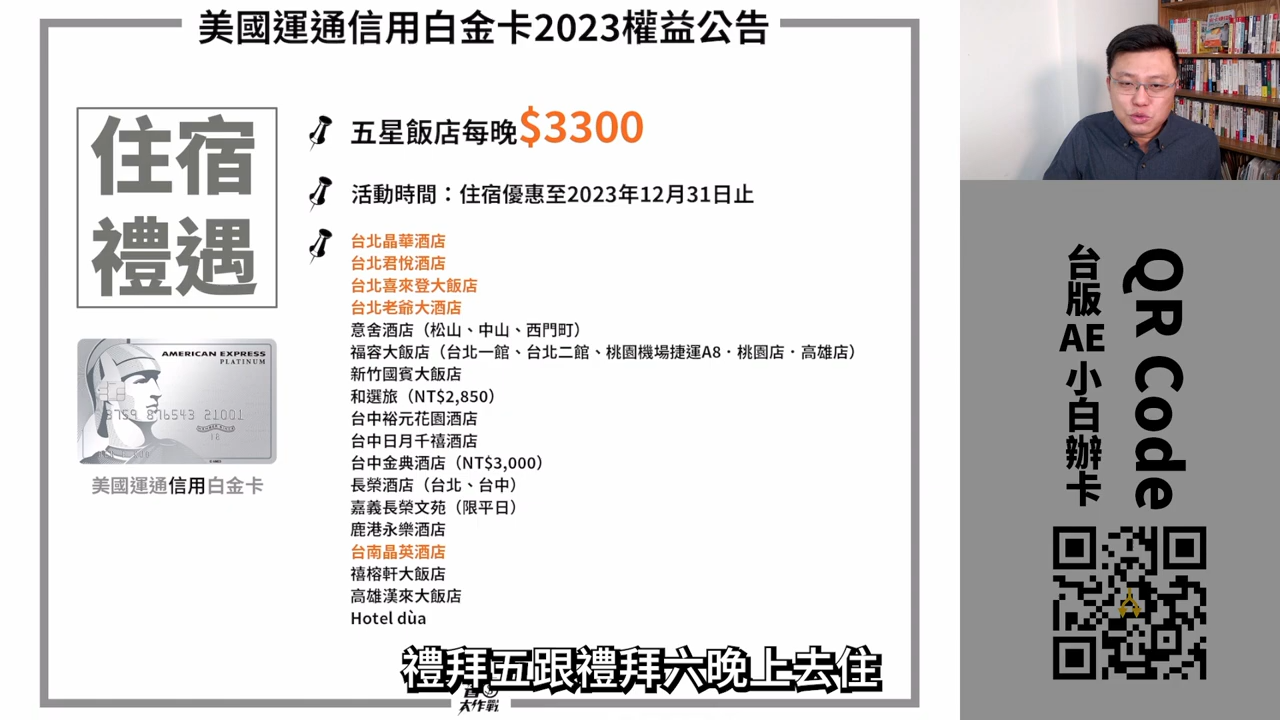 美國運通信用白金卡2023權益公告
住宿
禮遇
五星飯店每晚$3300
活動時間：住宿優惠至2023年12月31日止
台北晶華酒店
台北君悅酒店
台北喜來登大飯店
台北老爺大酒店
意舍酒店（松山、中山、西門町）
福容大飯店（台北一館、台北二館、桃園機場捷運A8．桃園店．高雄店）
新竹國賓大飯店
和選旅（NT$2,850）
台中裕元花園酒店
台中日月千禧酒店
台中金典酒店（NT$3,000）
長榮酒店（台北、台中）
嘉義長榮文苑（限平日）
鹿港永樂酒店
台南晶英酒店
禧榕軒大飯店
高雄漢來大飯店
Hotel dùa
AMERICAN EXPRESS
PLATINUM
3759 876543 21001
美國運通信用白金卡
禮拜五跟禮拜六晚上去住
大作戰
QR Code
台版 AE 小白辦卡